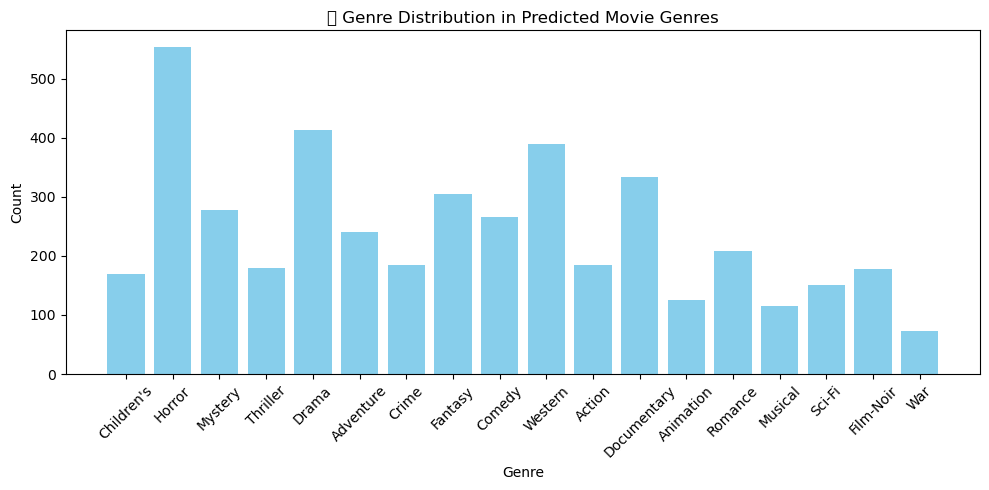 Genre Distribution in Predicted Movie Genres
Count
500
400
300
200
100
0
Children's
Horror
Mystery
Thriller
Drama
Adventure
Crime
Fantasy
Comedy
Western
Action
Documentary
Animation
Romance
Musical
Sci-Fi
Film-Noir
War
Genre